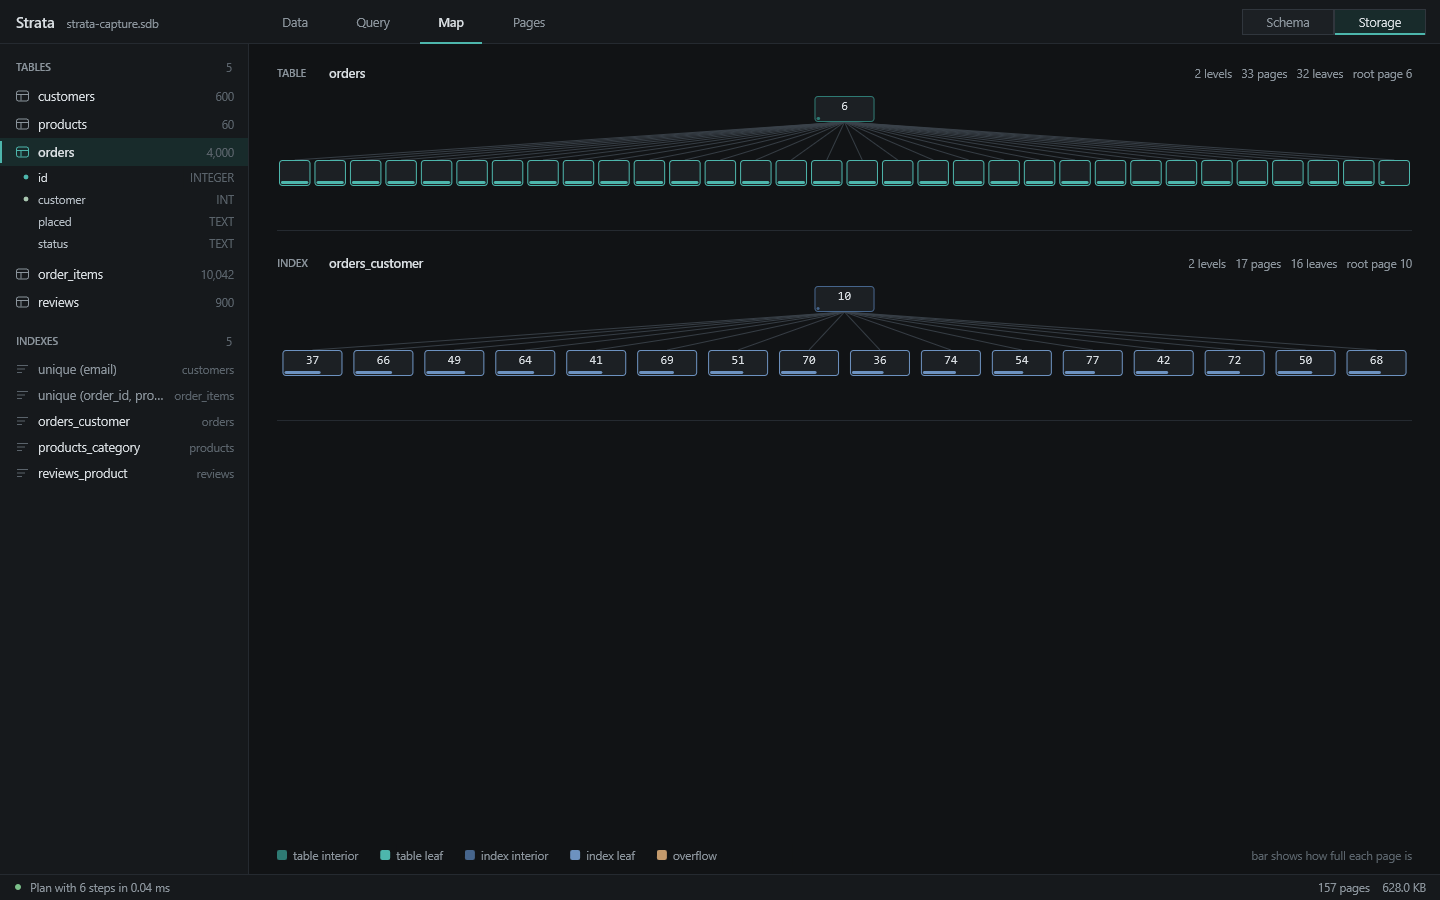 Strata strata-capture.sdb Data Query Map Pages Schema Storage
TABLES 5
customers 600
products 60
orders 4,000
id INTEGER
customer INT
placed TEXT
status TEXT
order_items 10,042
reviews 900
INDEXES 5
unique (email) customers
unique (order_id, pro... order_items
orders_customer orders
products_category products
reviews_product reviews
TABLE orders 2 levels 33 pages 32 leaves root page 6
6
INDEX orders_customer 2 levels 17 pages 16 leaves root page 10
10
37 66 49 64 41 69 51 70 36 74 54 77 42 72 50 68
table interior table leaf index interior index leaf overflow bar shows how full each page is
Plan with 6 steps in 0.04 ms 157 pages 628.0 KB